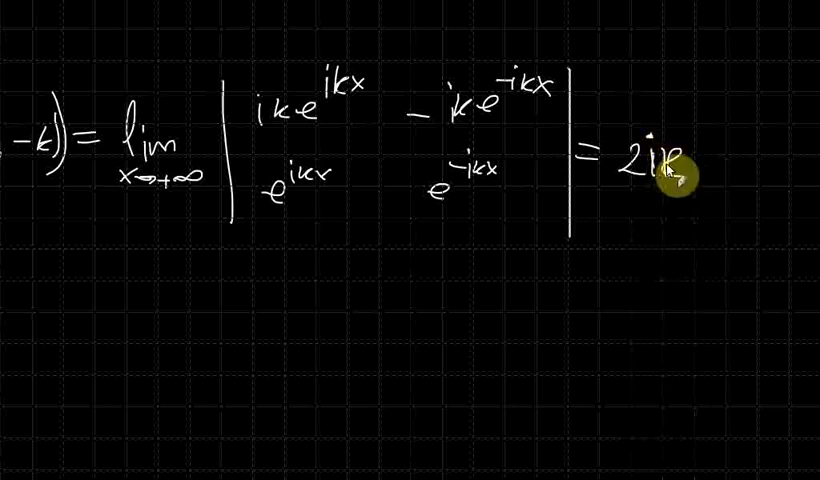 , -k) = lim x→+∞ | ike^{ikx} -ike^{-ikx} |
| e^{ikx} e^{-ikx} | = 2ik